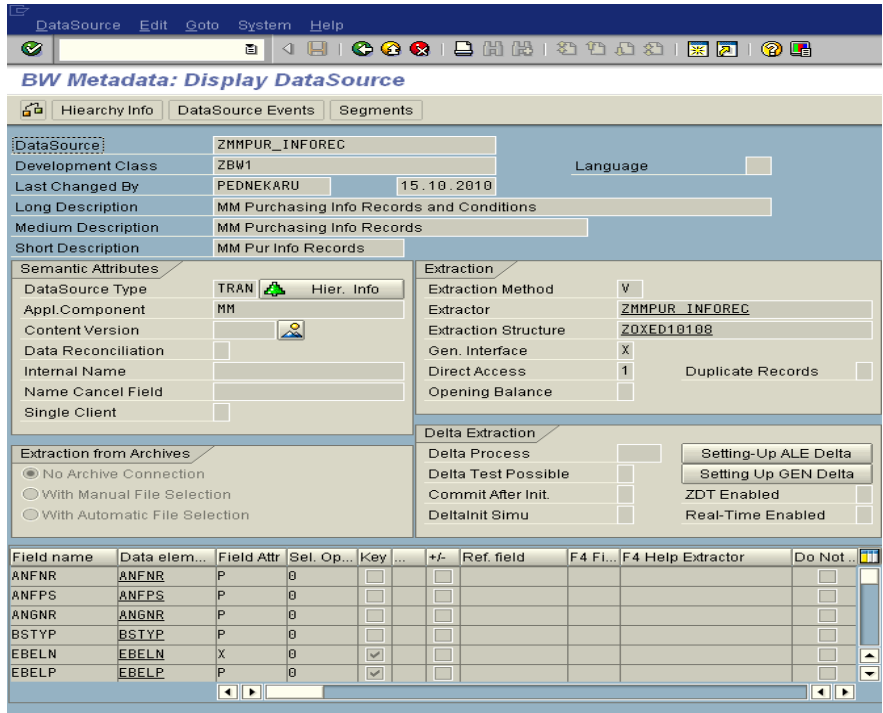 DataSource Edit Goto System Help
BW Metadata: Display DataSource
Hiearchy Info DataSource Events Segments
DataSource ZMMPUR_INFOREC
Development Class ZBW1 Language
Last Changed By PEDNEKARU 15.10.2010
Long Description MM Purchasing Info Records and Conditions
Medium Description MM Purchasing Info Records
Short Description MM Pur Info Records
Semantic Attributes
DataSource Type TRAN Hier. Info
Appl.Component MM
Content Version
Data Reconciliation
Internal Name
Name Cancel Field
Single Client
Extraction
Extraction Method V
Extractor ZMMPUR_INFOREC
Extraction Structure ZOXED10108
Gen. Interface X
Direct Access 1 Duplicate Records
Opening Balance
Extraction from Archives
No Archive Connection
With Manual File Selection
With Automatic File Selection
Delta Extraction
Delta Process Setting-Up ALE Delta
Delta Test Possible Setting Up GEN Delta
Commit After Init. ZDT Enabled
DeltaInit Simu Real-Time Enabled
Field name Data elem... Field Attr Sel. Op... Key ... +/- Ref. field F4 Fi... F4 Help Extractor Do Not ...
ANFNR ANFNR P 0
ANFPS ANFPS P 0
ANGNR ANGNR P 0
BSTYP BSTYP P 0
EBELN EBELN X 0
EBELP EBELP P 0